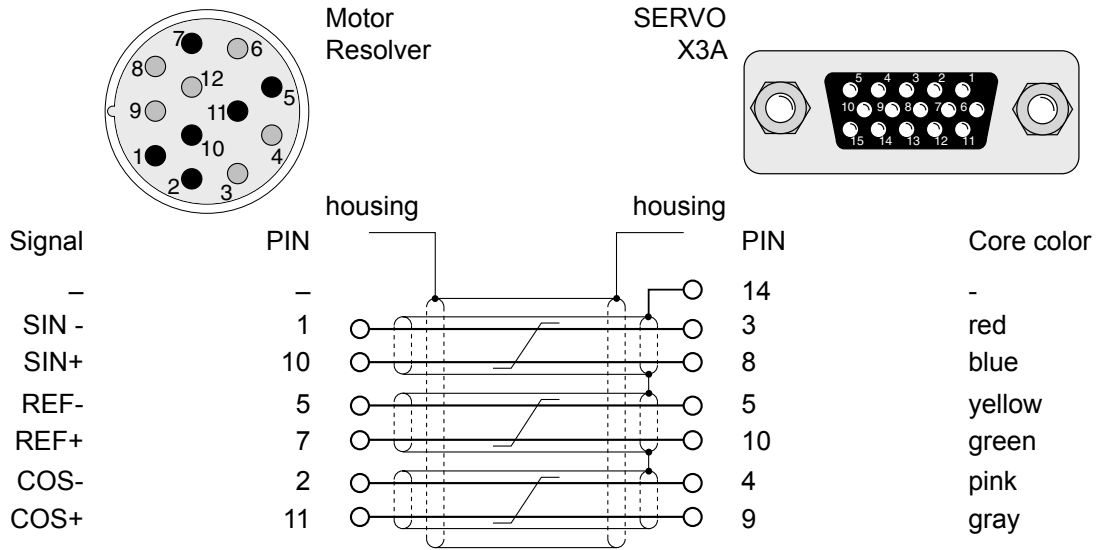 Motor
Resolver
SERVO
X3A
7
6
8
12
5
9
11
10
4
1
2
3
5 4 3 2 1
10 9 8 7 6
15 14 13 12 11
housing housing
Signal PIN PIN Core color
– – 14 -
SIN - 1 3 red
SIN+ 10 8 blue
REF- 5 5 yellow
REF+ 7 10 green
COS- 2 4 pink
COS+ 11 9 gray